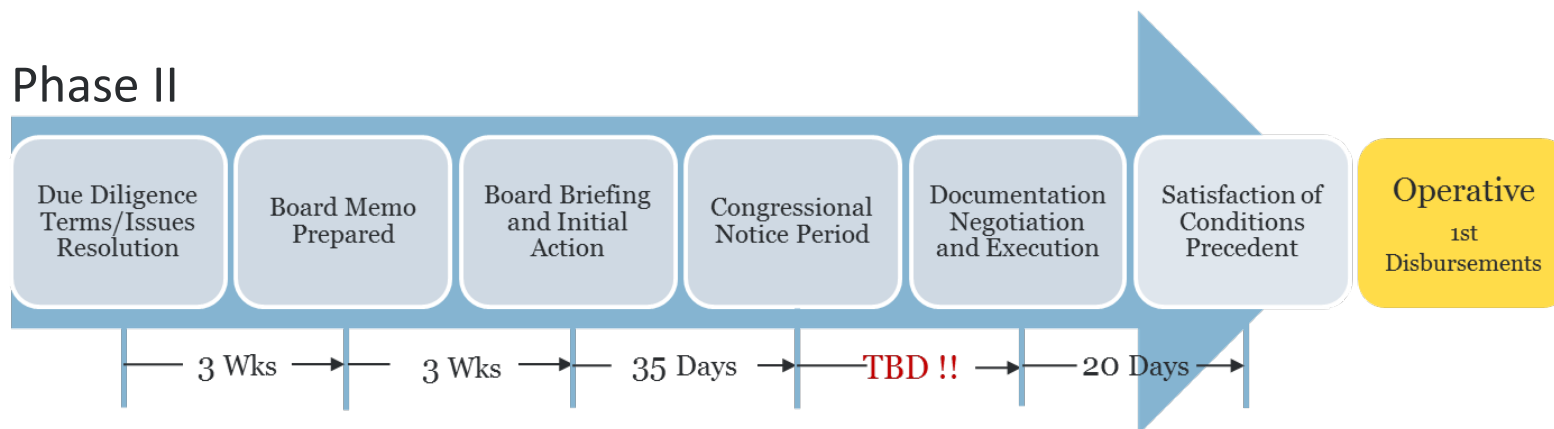 Phase II
Due Diligence
Terms/Issues
Resolution
Board Memo
Prepared
Board Briefing
and Initial
Action
Congressional
Notice Period
Documentation
Negotiation
and Execution
Satisfaction of
Conditions
Precedent
Operative
1st
Disbursements
3 Wks
3 Wks
35 Days
TBD !!
20 Days